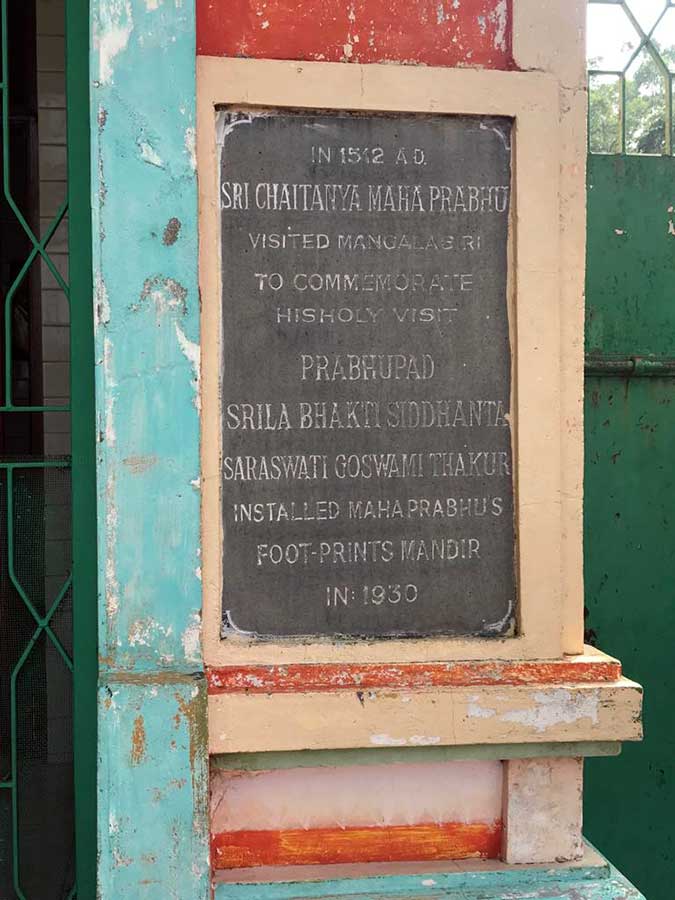 IN 1512 A.D.
SRI CHAITANYA MAHA PRABHU
VISITED MANGALAGIRI
TO COMMEMORATE
HISHOLY VISIT
PRABHUPAD
SRILA BHAKTI SIDDHANTA
SARASWATI GOSWAMI THAKUR
INSTALLED MAHAPRABHU'S
FOOT-PRINTS MANDIR
IN: 1930